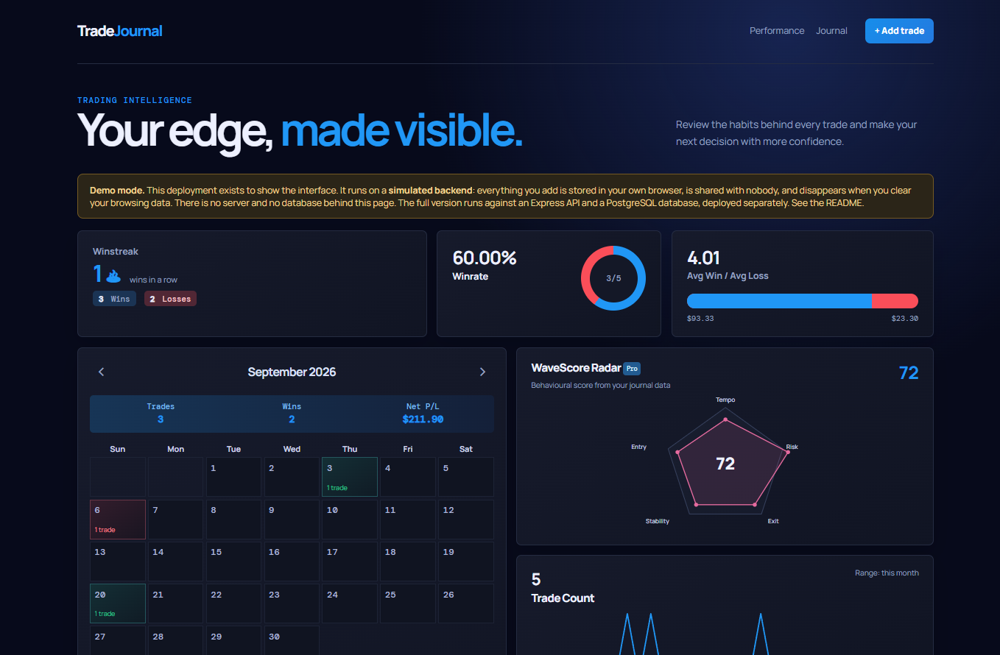 TradeJournal
Performance
Journal
+ Add trade
TRADING INTELLIGENCE
Your edge, made visible.
Review the habits behind every trade and make your
next decision with more confidence.
Demo mode. This deployment exists to show the interface. It runs on a simulated backend: everything you add is stored in your own browser, is shared with nobody, and disappears when you clear
your browsing data. There is no server and no database behind this page. The full version runs against an Express API and a PostgreSQL database, deployed separately. See the README.
Winstreak
1 wins in a row
3 Wins
2 Losses
60.00%
Winrate
3/5
4.01
Avg Win / Avg Loss
$93.33
$23.30
September 2026
Trades
Wins
Net P/L
3
2
$211.90
Sun Mon Tue Wed Thu Fri Sat
1 2 3 4 5
1 trade
6 7 8 9 10 11 12
1 trade
13 14 15 16 17 18 19
20 21 22 23 24 25 26
1 trade
27 28 29 30
WaveScore Radar Pro
72
Behavioural score from your journal data
Tempo
Entry
Risk
72
Stability
Exit
5
Range: this month
Trade Count